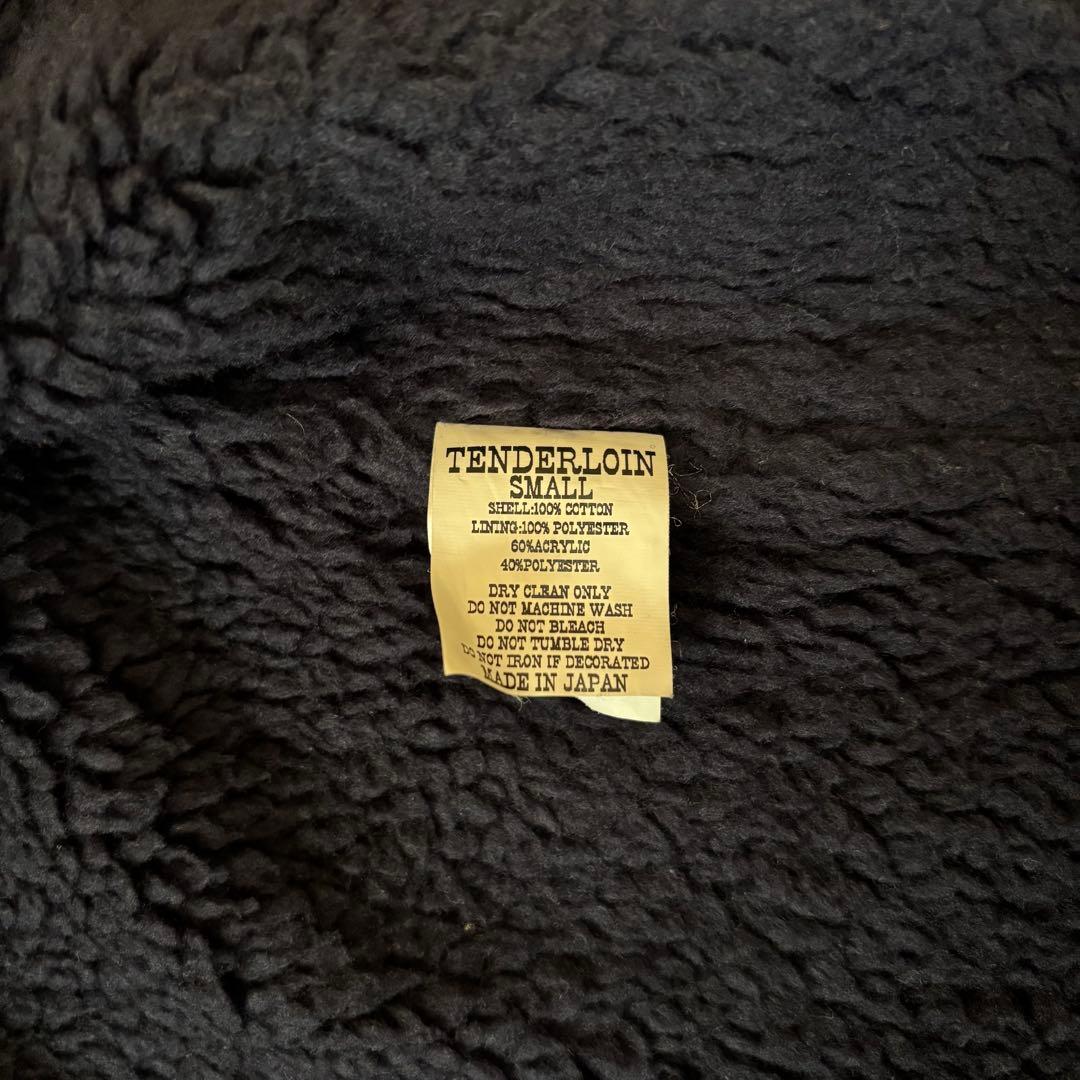 TENDERLOIN
SMALL
SHELL:100% COTTON
LINING:100% POLYESTER
60%ACRYLIC
40%POLYESTER
DRY CLEAN ONLY
DO NOT MACHINE WASH
DO NOT BLEACH
DO NOT TUMBLE DRY
DO NOT IRON IF DECORATED
MADE IN JAPAN